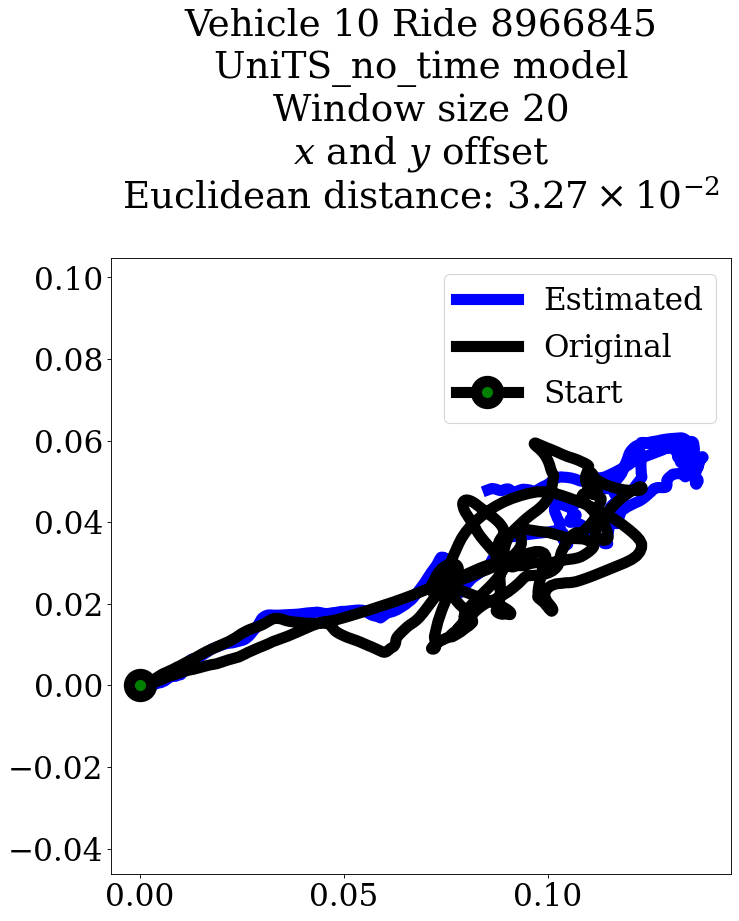 Vehicle 10 Ride 8966845
UniTS_no_time model
Window size 20
x and y offset
Euclidean distance: 3.27 × 10⁻²
0.10
0.08
0.06
0.04
0.02
0.00
−0.02
−0.04
Estimated
Original
Start
0.00 0.05 0.10